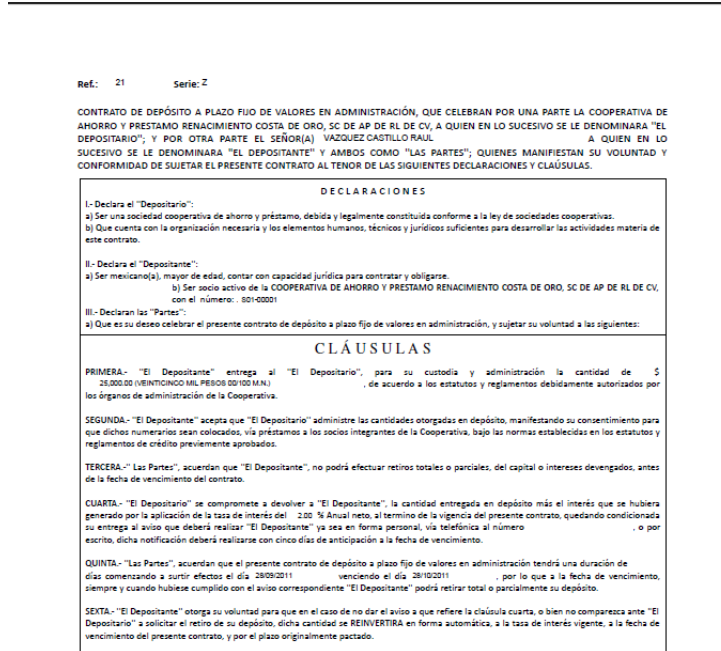 Ref.: 21 Serie: Z
CONTRATO DE DEPÓSITO A PLAZO FIJO DE VALORES EN ADMINISTRACIÓN, QUE CELEBRAN POR UNA PARTE LA COOPERATIVA DE
AHORRO Y PRESTAMO RENACIMIENTO COSTA DE ORO, SC DE AP DE RL DE CV, A QUIEN EN LO SUCESIVO SE LE DENOMINARA "EL
DEPOSITARIO"; Y POR OTRA PARTE EL SEÑOR(A) VAZQUEZ CASTILLO RAUL A QUIEN EN LO
SUCESIVO SE LE DENOMINARA "EL DEPOSITANTE" Y AMBOS COMO "LAS PARTES"; QUIENES MANIFIESTAN SU VOLUNTAD Y
CONFORMIDAD DE SUJETAR EL PRESENTE CONTRATO AL TENOR DE LAS SIGUIENTES DECLARACIONES Y CLAÚSULAS.
DECLARACIONES
I.- Declara el "Depositario":
a) Ser una sociedad cooperativa de ahorro y préstamo, debida y legalmente constituida conforme a la ley de sociedades cooperativas.
b) Que cuenta con la organización necesaria y los elementos humanos, técnicos y jurídicos suficientes para desarrollar las actividades materia de
este contrato.
II.- Declara el "Depositante":
a) Ser mexicano(a), mayor de edad, contar con capacidad jurídica para contratar y obligarse.
b) Ser socio activo de la COOPERATIVA DE AHORRO Y PRESTAMO RENACIMIENTO COSTA DE ORO, SC DE AP DE RL DE CV,
con el número: . S01-00001
III.- Declaran las "Partes":
a) Que es su deseo celebrar el presente contrato de depósito a plazo fijo de valores en administración, y sujetar su voluntad a las siguientes:
CLÁUSULAS
PRIMERA.- "El Depositante" entrega al "El Depositario", para su custodia y administración la cantidad de $
25,000.00 (VEINTICINCO MIL PESOS 00/100 M.N.) , de acuerdo a los estatutos y reglamentos debidamente autorizados por
los órganos de administración de la Cooperativa.
SEGUNDA.- "El Depositante" acepta que "El Depositario" administre las cantidades otorgadas en depósito, manifestando su consentimiento para
que dichos numerarios sean colocados, vía préstamos a los socios integrantes de la Cooperativa, bajo las normas establecidas en los estatutos y
reglamentos de crédito previemente aprobados.
TERCERA.-" Las Partes", acuerdan que "El Depositante", no podrá efectuar retiros totales o parciales, del capital o intereses devengados, antes
de la fecha de vencimiento del contrato.
CUARTA.- "El Depositario" se compromete a devolver a "El Depositante", la cantidad entregada en depósito más el interés que se hubiera
generado por la aplicación de la tasa de interés del 2.00 % Anual neto, al termino de la vigencia del presente contrato, quedando condicionada
su entrega al aviso que deberá realizar "El Depositante" ya sea en forma personal, vía telefónica al número , o por
escrito, dicha notificación deberá realizarse con cinco días de anticipación a la fecha de vencimiento.
QUINTA.- "Las Partes", acuerdan que el presente contrato de depósito a plazo fijo de valores en administración tendrá una duración de
días comenzando a surtir efectos el día 28/09/2011 venciendo el día 28/10/2011 , por lo que a la fecha de vencimiento,
siempre y cuando hubiese cumplido con el aviso correspondiente "El Depositante" podrá retirar total o parcialmente su depósito.
SEXTA.- "El Depositante" otorga su voluntad para que en el caso de no dar el aviso a que refiere la claúsula cuarta, o bien no comparezca ante "El
Depositario" a solicitar el retiro de su depósito, dicha cantidad se REINVERTIRA en forma automática, a la tasa de interés vigente, a la fecha de
vencimiento del presente contrato, y por el plazo originalmente pactado.